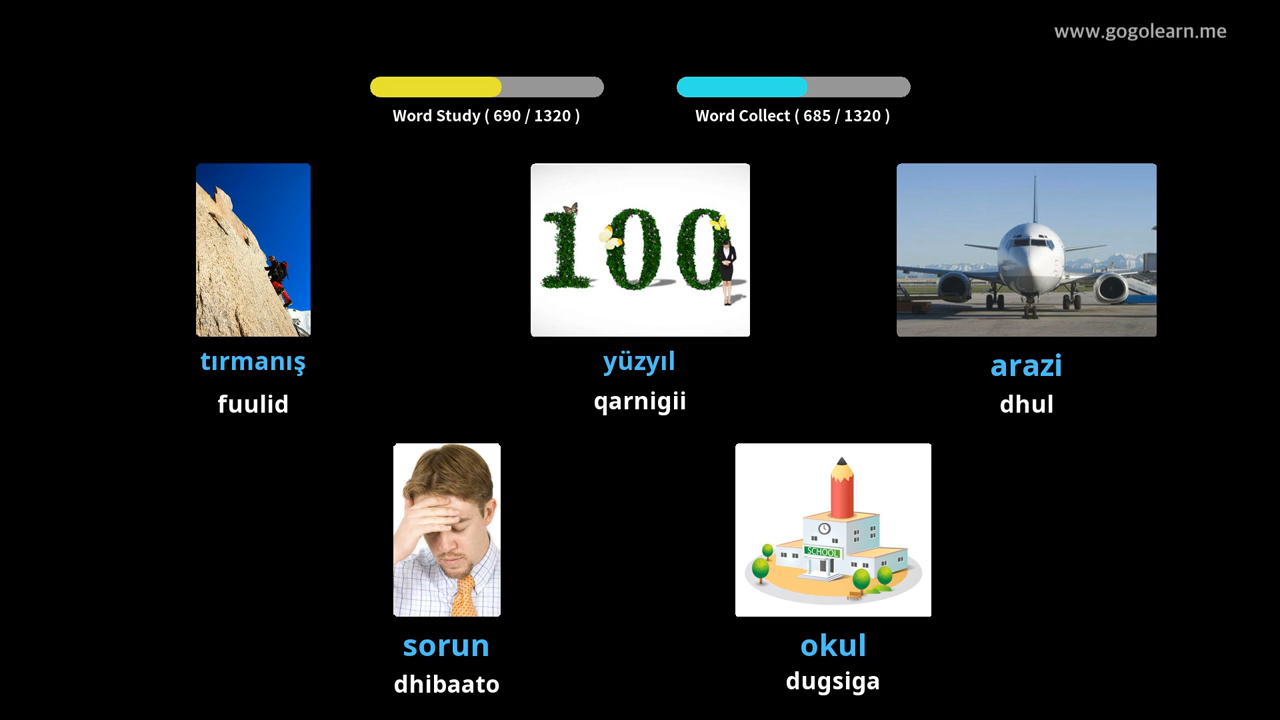 www.gogolearn.me
Word Study ( 690 / 1320 )
Word Collect ( 685 / 1320 )
tırmanış
fuulid
yüzyıl
qarnigii
arazi
dhul
SCHOOL
sorun
dhibaato
okul
dugsiga